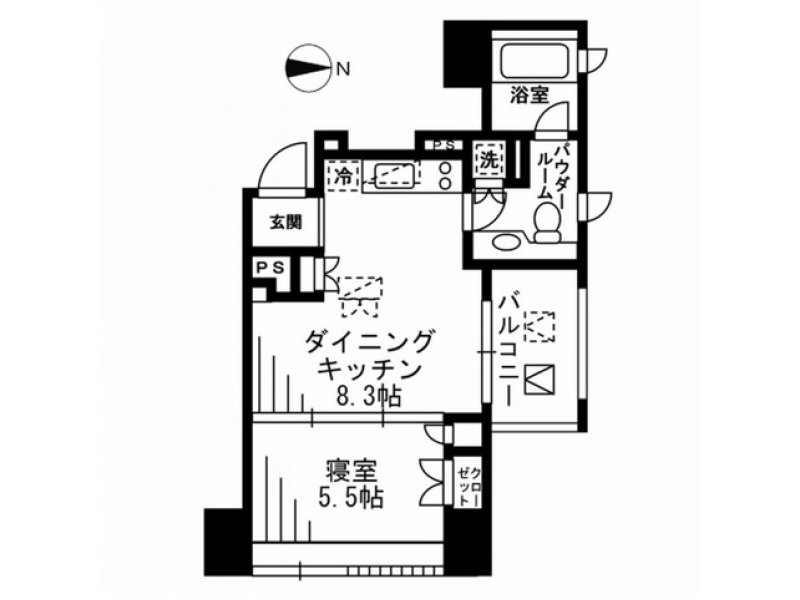 N
浴室
PS
洗
パウダー
ルーム
冷
玄関
PS
バルコニー
ダイニング
キッチン
8.3帖
寝室
5.5帖
クロー
ゼット